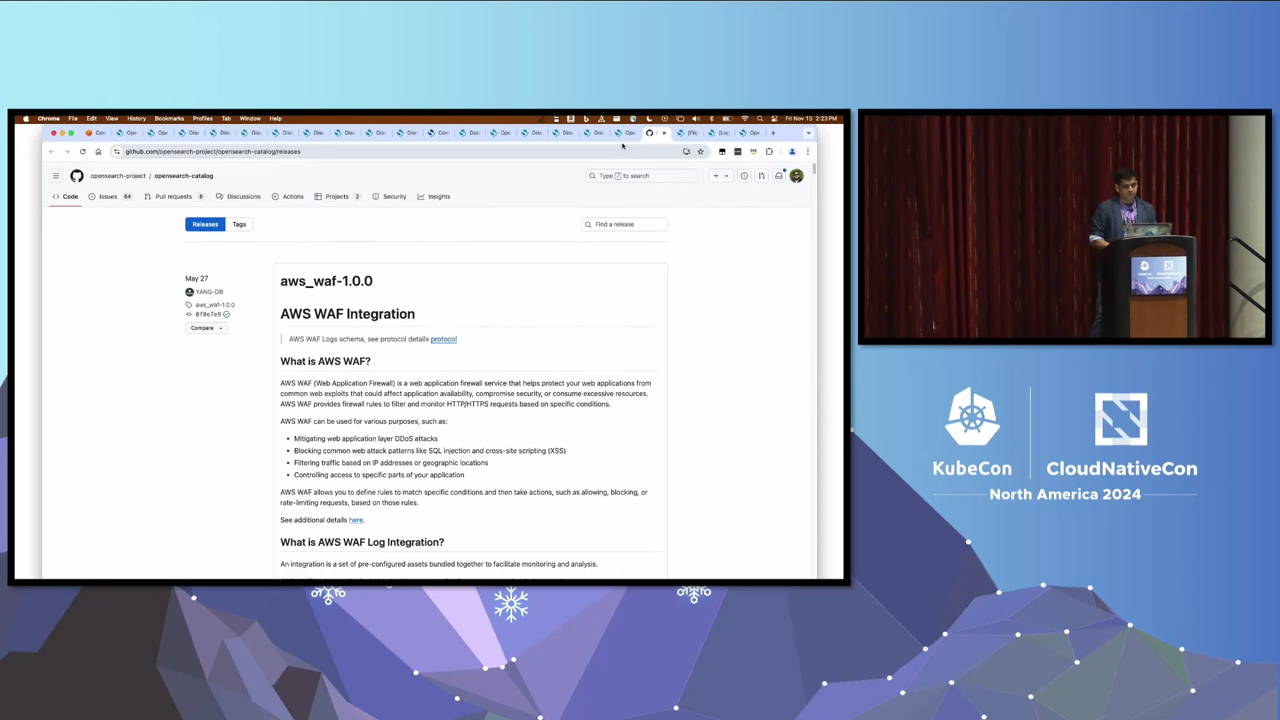 Chrome File Edit View History Bookmarks Profiles Tab Window Help
Fri Nov 15 2:23 PM
github.com/opensearch-project/opensearch-catalog/releases
opensearch-project / opensearch-catalog
Type / to search
Code Issues 64 Pull requests 8 Discussions Actions Projects 2 Security Insights
Releases Tags
Find a release
May 27
YANG-DB
aws_waf-1.0.0
0f0e7e9
Compare
aws_waf-1.0.0
AWS WAF Integration
AWS WAF Logs schema, see protocol details protocol
What is AWS WAF?
AWS WAF (Web Application Firewall) is a web application firewall service that helps protect your web applications from
common web exploits that could affect application availability, compromise security, or consume excessive resources.
AWS WAF provides firewall rules to filter and monitor HTTP/HTTPS requests based on specific conditions.
AWS WAF can be used for various purposes, such as:
• Mitigating web application layer DDoS attacks
• Blocking common web attack patterns like SQL injection and cross-site scripting (XSS)
• Filtering traffic based on IP addresses or geographic locations
• Controlling access to specific parts of your application
AWS WAF allows you to define rules to match specific conditions and then take actions, such as allowing, blocking, or
rate-limiting requests, based on those rules.
See additional details here.
What is AWS WAF Log Integration?
An integration is a set of pre-configured assets bundled together to facilitate monitoring and analysis.
KubeCon
CloudNativeCon
North America 2024